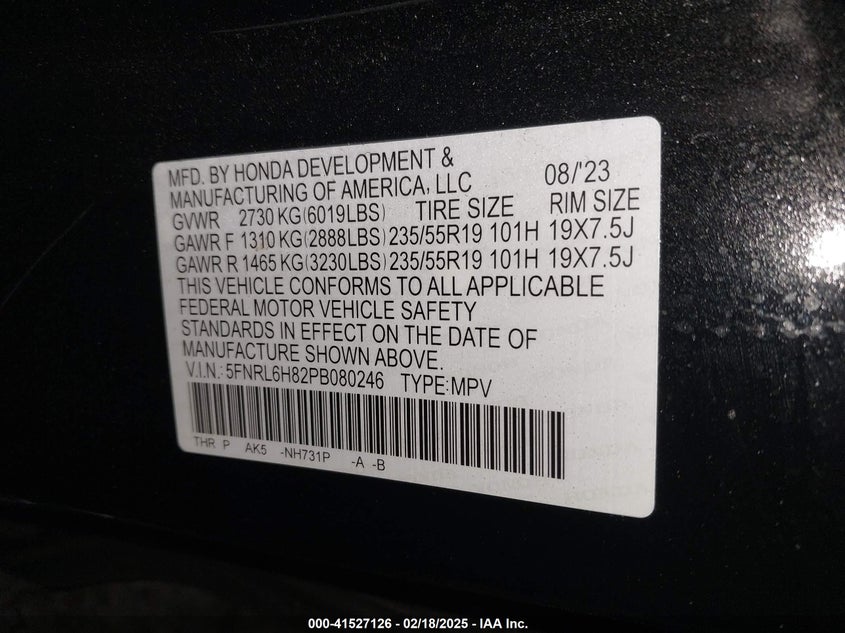 MFD. BY HONDA DEVELOPMENT &
MANUFACTURING OF AMERICA, LLC 08/'23
GVWR 2730 KG(6019LBS) TIRE SIZE RIM SIZE
GAWR F 1310 KG(2888LBS) 235/55R19 101H 19X7.5J
GAWR R 1465 KG(3230LBS) 235/55R19 101H 19X7.5J
THIS VEHICLE CONFORMS TO ALL APPLICABLE
FEDERAL MOTOR VEHICLE SAFETY
STANDARDS IN EFFECT ON THE DATE OF
MANUFACTURE SHOWN ABOVE.
V.I.N.: 5FNRL6H82PB080246 TYPE:MPV
THR P AK5 -NH731P -A -B
000-41527126 - 02/18/2025 - IAA Inc.